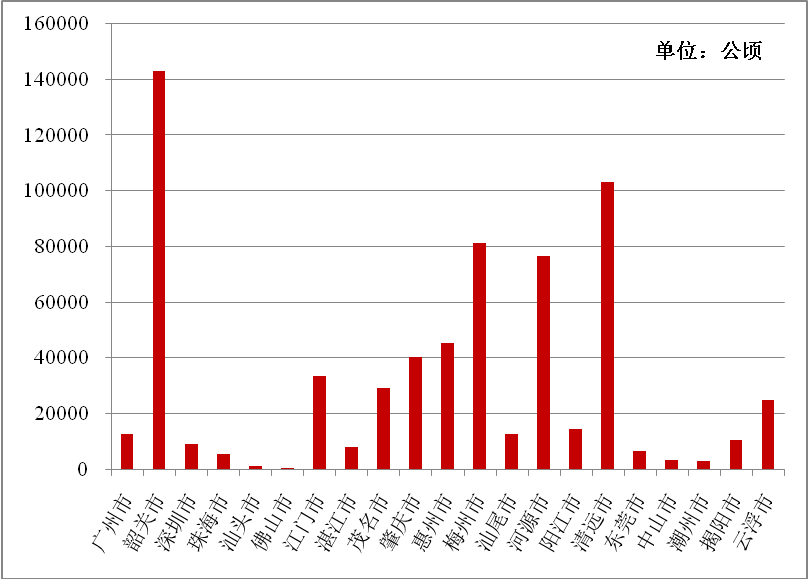 160000
单位：公顷
140000
120000
100000
80000
60000
40000
20000
0
广州市
韶关市
深圳市
珠海市
汕头市
佛山市
江门市
湛江市
茂名市
肇庆市
惠州市
梅州市
汕尾市
河源市
阳江市
清远市
东莞市
中山市
潮州市
揭阳市
云浮市